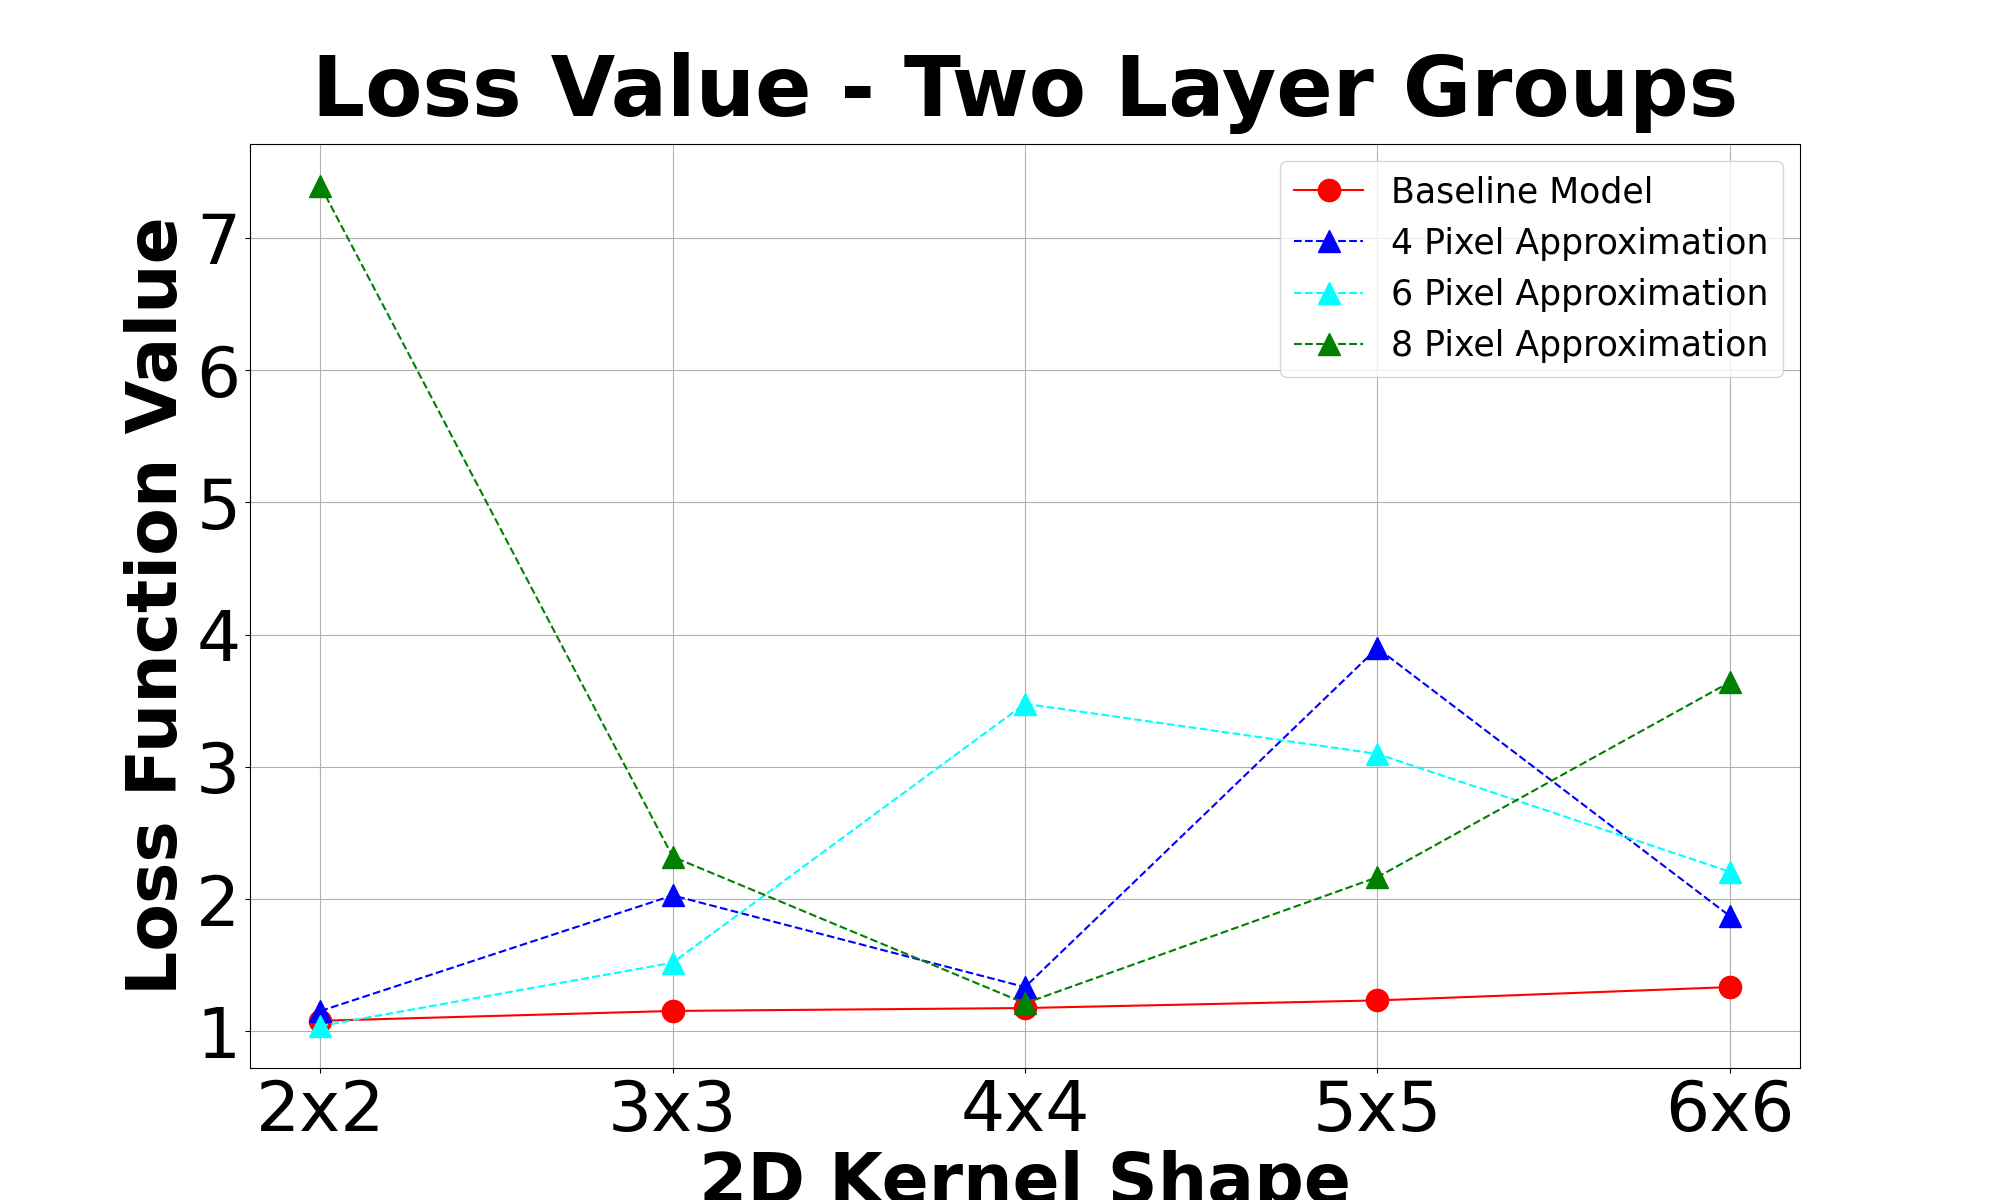 Loss Value - Two Layer Groups
Loss Function Value
7
6
5
4
3
2
1
Baseline Model
4 Pixel Approximation
6 Pixel Approximation
8 Pixel Approximation
2x2 3x3 4x4 5x5 6x6
2D Kernel Shape